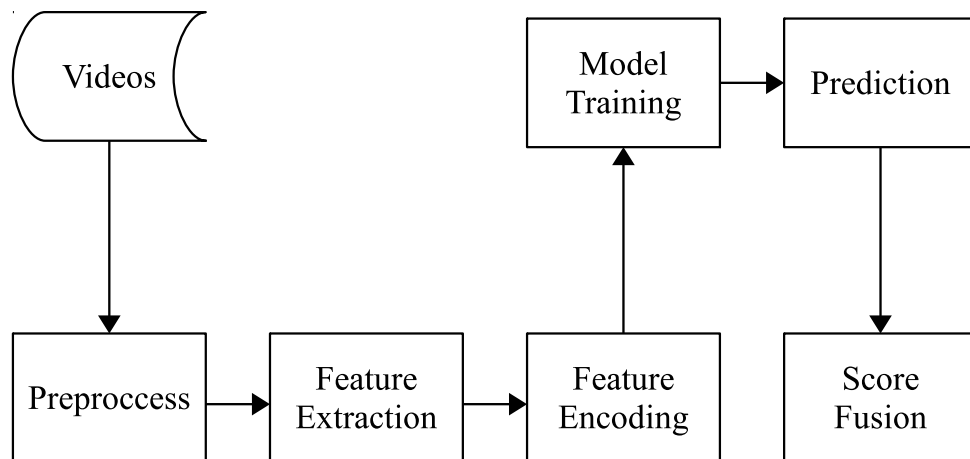 Videos
Preproccess
Feature
Extraction
Feature
Encoding
Model
Training
Prediction
Score
Fusion